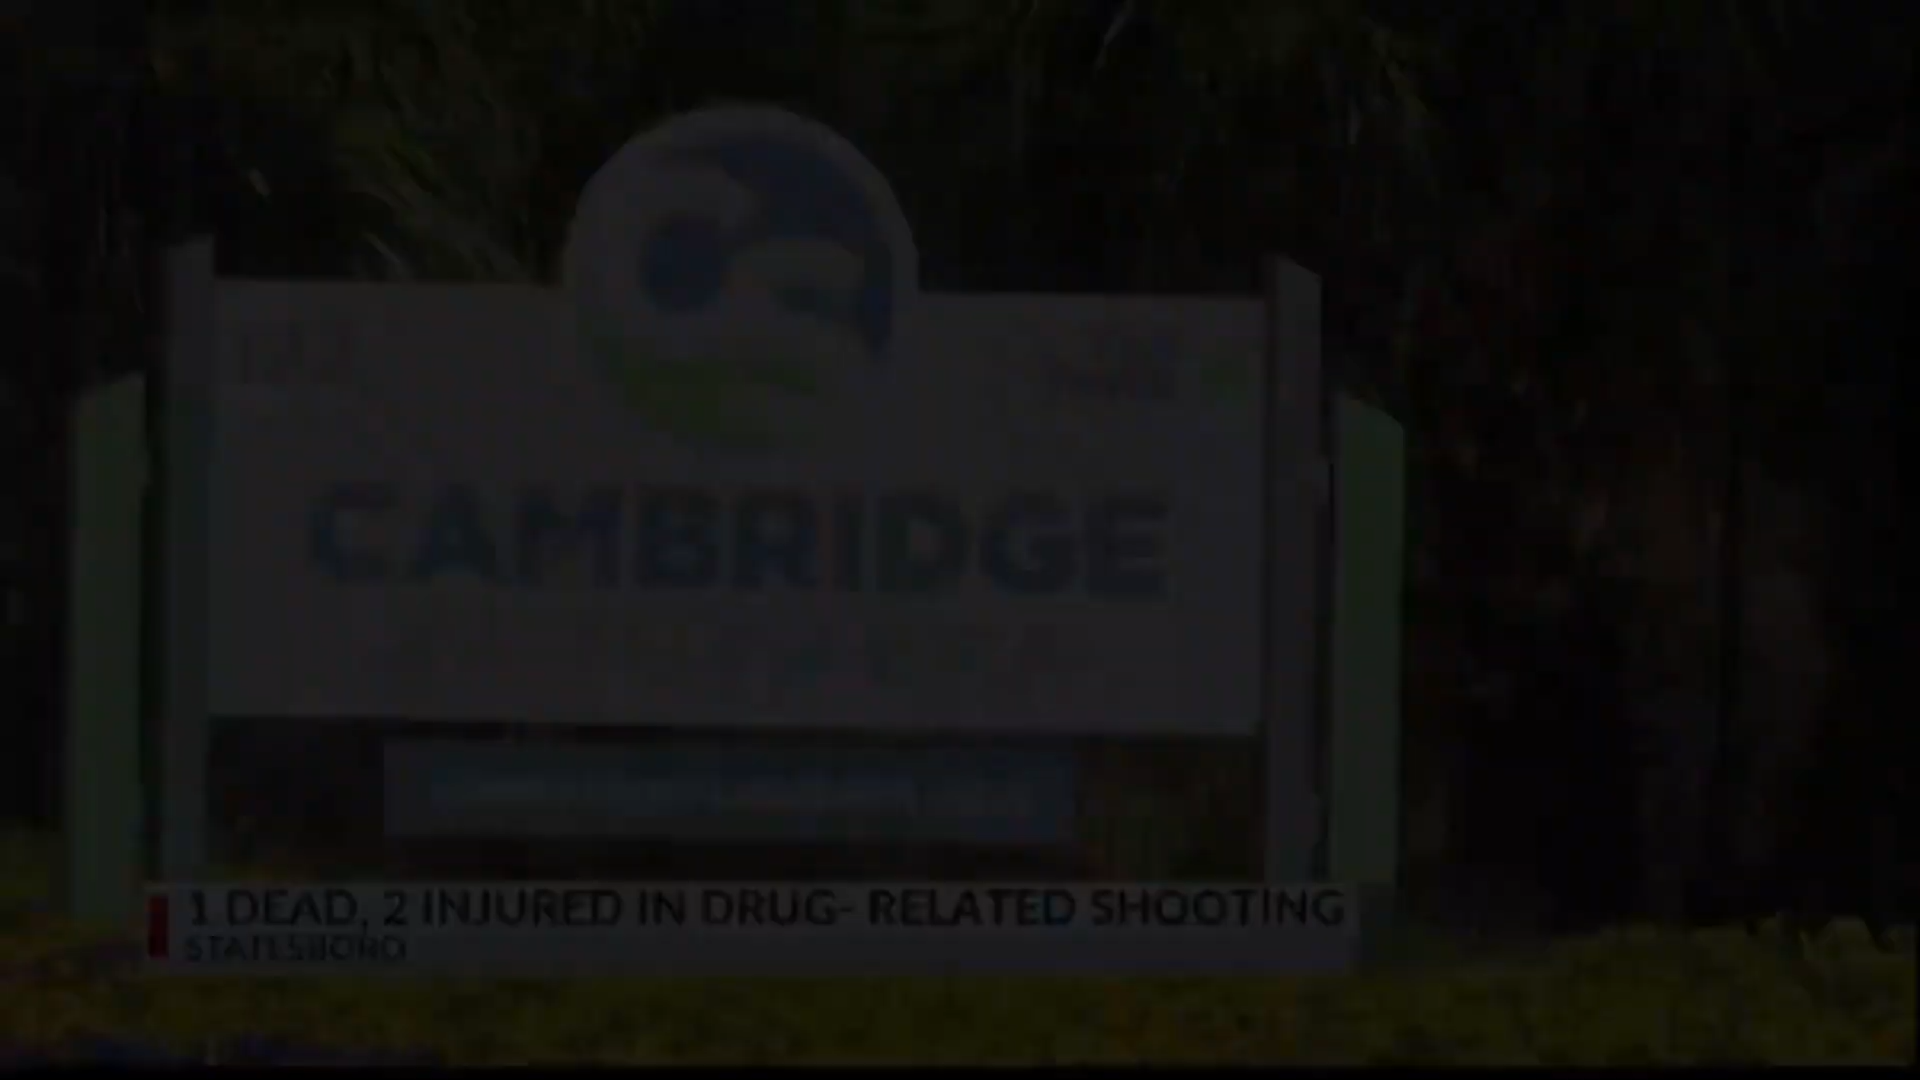 CAMBRIDGE
1 DEAD, 2 INJURED IN DRUG- RELATED SHOOTING
STATESBORO